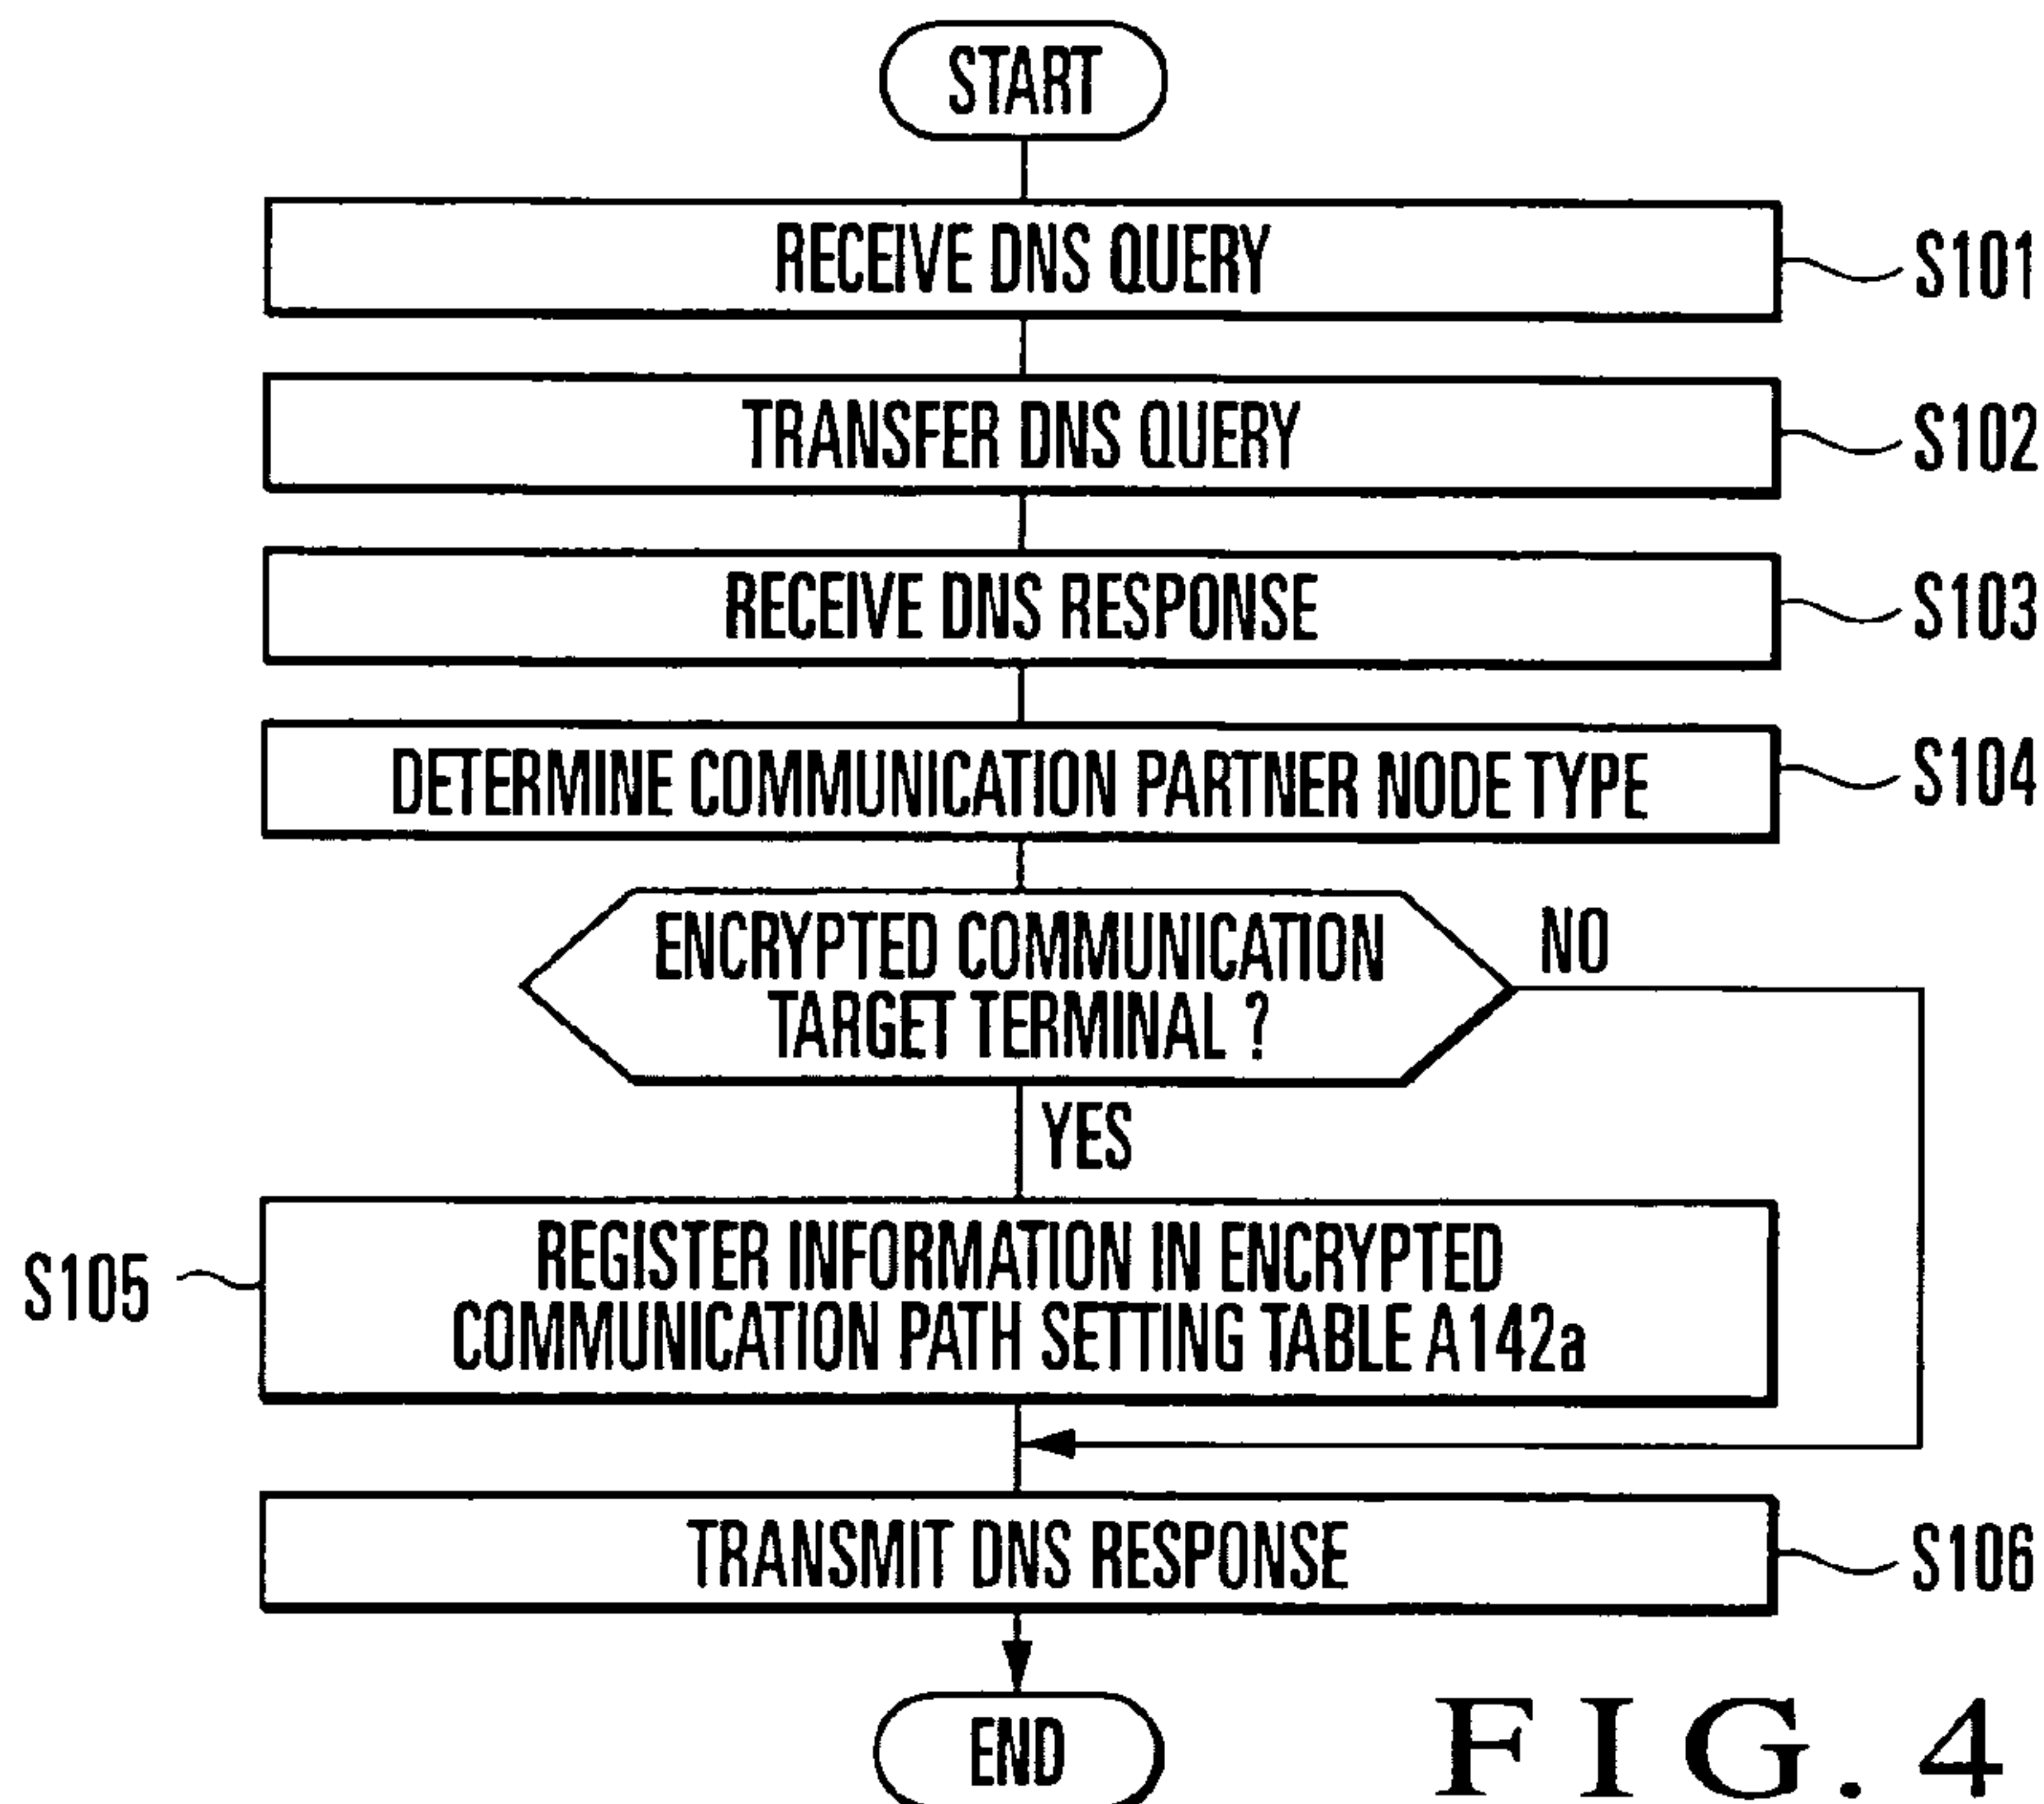 START
RECEIVE DNS QUERY
S101
TRANSFER DNS QUERY
S102
RECEIVE DNS RESPONSE
S103
DETERMINE COMMUNICATION PARTNER NODE TYPE
S104
ENCRYPTED COMMUNICATION
TARGET TERMINAL ?
NO
YES
REGISTER INFORMATION IN ENCRYPTED
COMMUNICATION PATH SETTING TABLE A142a
S105
TRANSMIT DNS RESPONSE
S106
END
FIG. 4